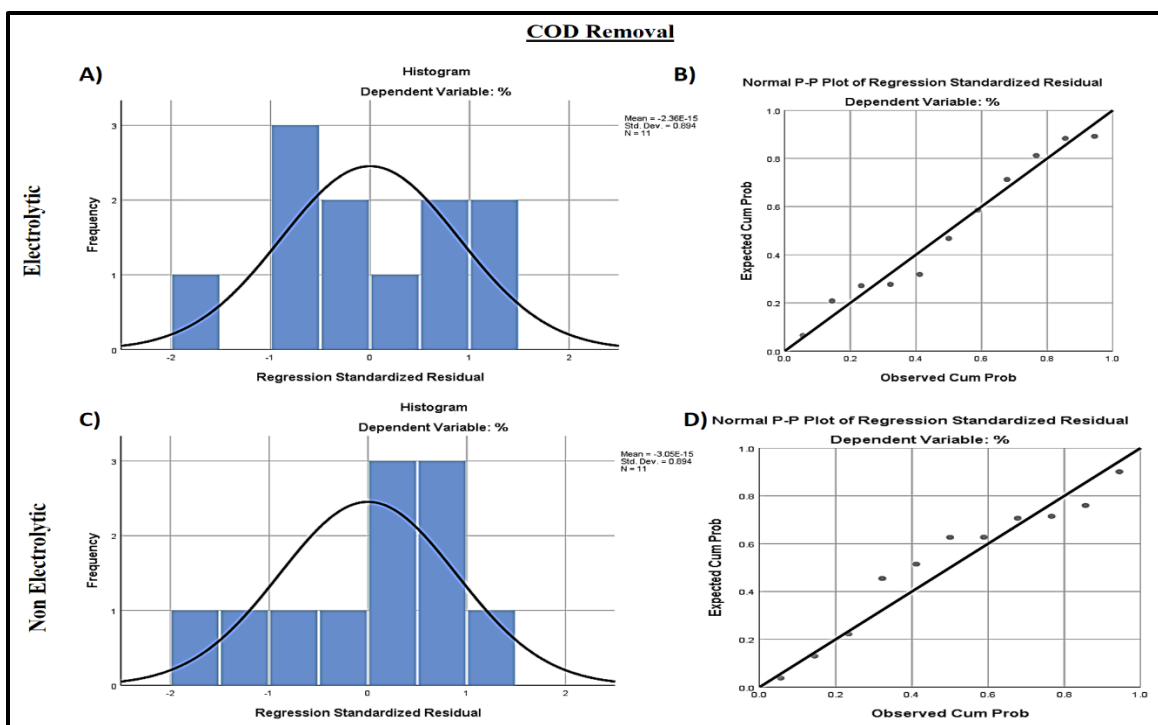 COD Removal
Electrolytic
A)
Histogram
Dependent Variable: %
Mean = -2.36E-15
Std. Dev. = 0.894
N = 11
Frequency
3
2
1
0
-2
-1
0
1
2
Regression Standardized Residual
B)
Normal P-P Plot of Regression Standardized Residual
Dependent Variable: %
Expected Cum Prob
1.0
0.8
0.6
0.4
0.2
0.0
0.0
0.2
0.4
0.6
0.8
1.0
Observed Cum Prob
Non Electrolytic
C)
Histogram
Dependent Variable: %
Mean = -3.05E-15
Std. Dev. = 0.894
N = 11
Frequency
3
2
1
0
-2
-1
0
1
2
Regression Standardized Residual
D)
Normal P-P Plot of Regression Standardized Residual
Dependent Variable: %
Expected Cum Prob
1.0
0.8
0.6
0.4
0.2
0.0
0.0
0.2
0.4
0.6
0.8
1.0
Observed Cum Prob